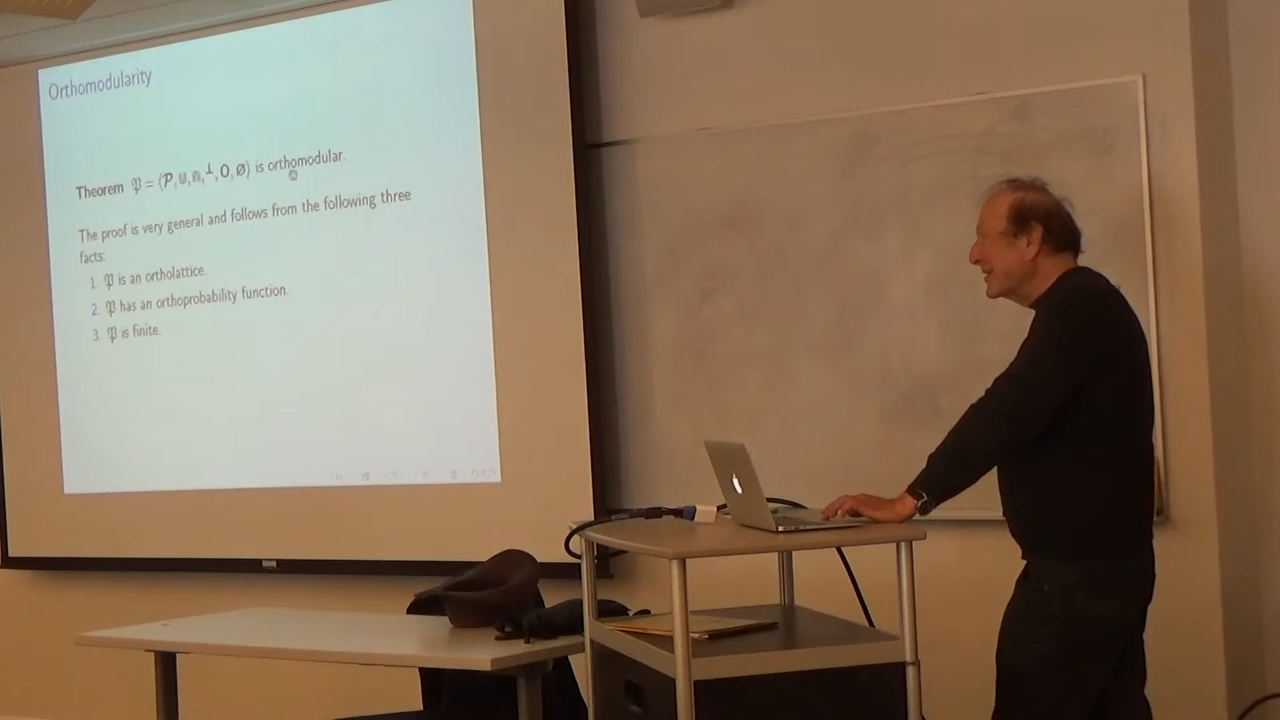 Orthomodularity
Theorem 𝔓 = ⟨𝓟, ⋓, ⋒, ⊥, O, Ø⟩ is orthomodular.
The proof is very general and follows from the following three
facts:
1. 𝔓 is an ortholattice.
2. 𝔓 has an orthoprobability function.
3. 𝔓 is finite.